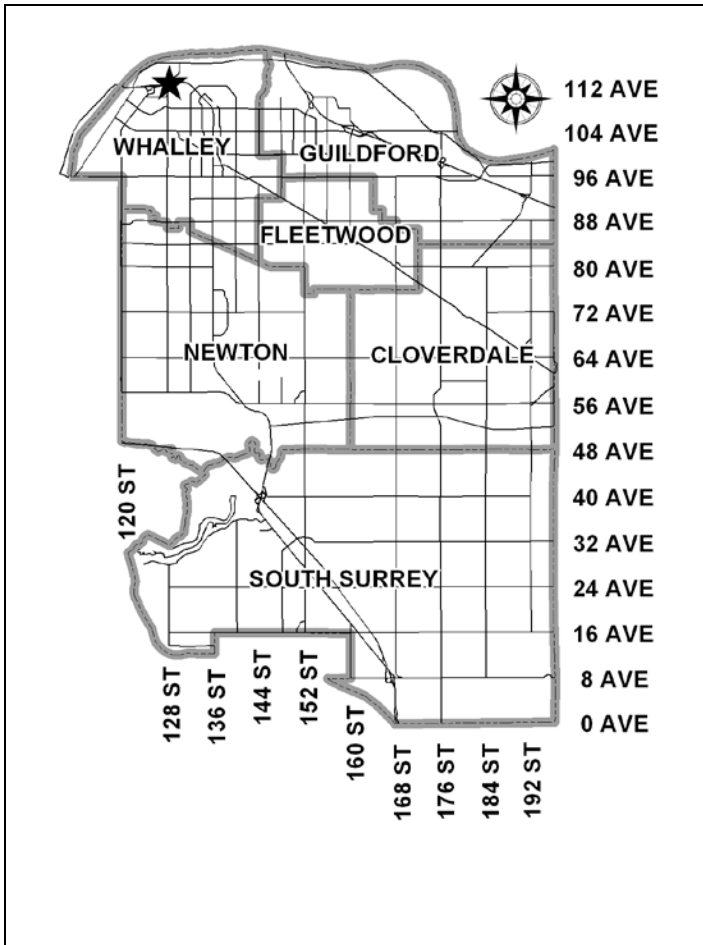 112 AVE
104 AVE
WHALLEY
GUILDFORD
96 AVE
88 AVE
FLEETWOOD
80 AVE
72 AVE
NEWTON
CLOVERDALE
64 AVE
56 AVE
48 AVE
120 ST
40 AVE
32 AVE
SOUTH SURREY
24 AVE
16 AVE
8 AVE
0 AVE
128 ST
136 ST
144 ST
152 ST
160 ST
168 ST
176 ST
184 ST
192 ST